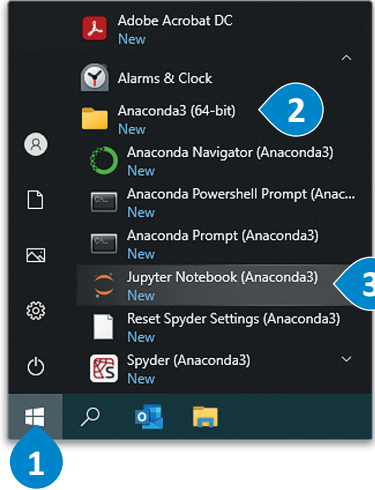 Adobe Acrobat DC
New
Alarms & Clock
Anaconda3 (64-bit)
New
2
Anaconda Navigator (Anaconda3)
New
Anaconda Powershell Prompt (Anac...
New
Anaconda Prompt (Anaconda3)
New
Jupyter Notebook (Anaconda3)
New
3
Reset Spyder Settings (Anaconda3)
New
Spyder (Anaconda3)
New
1